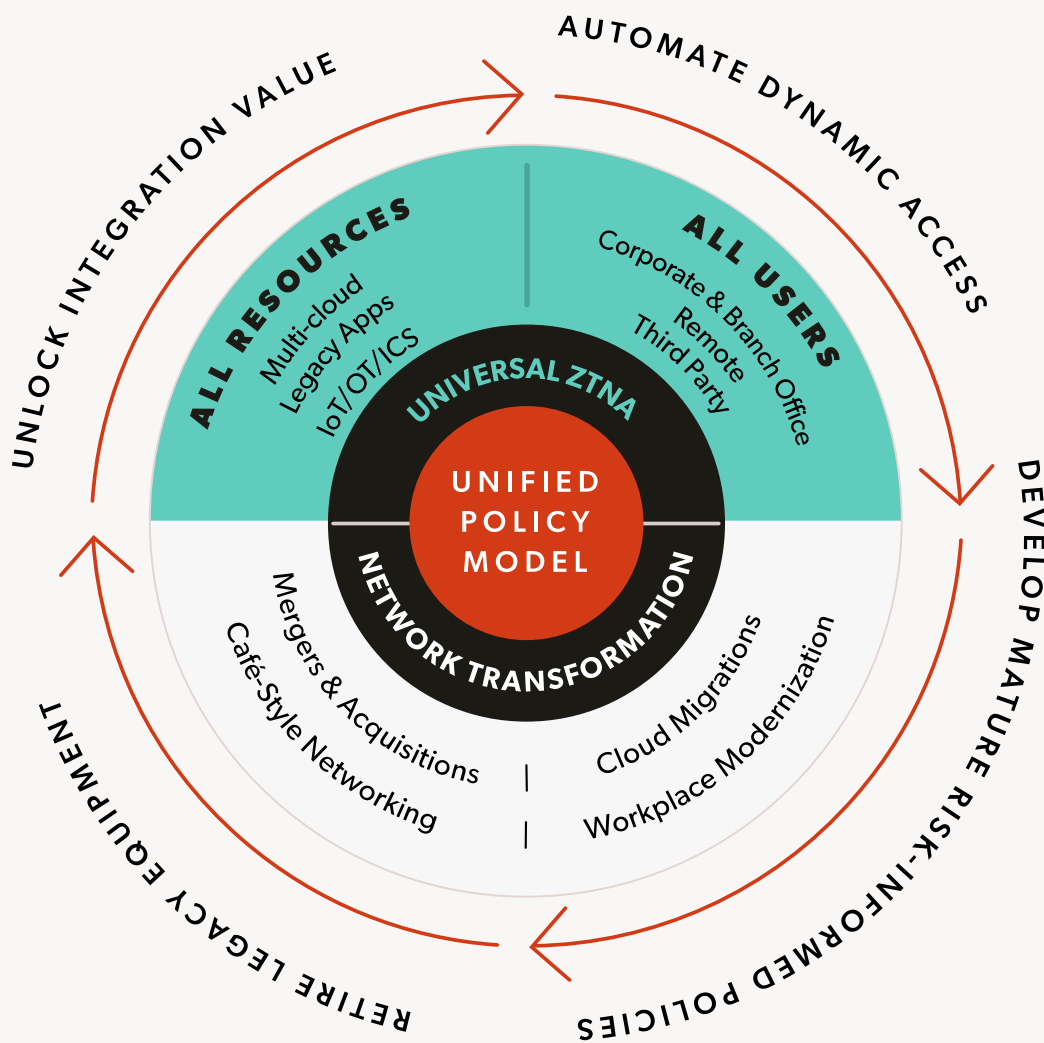 UNLOCK INTEGRATION VALUE
AUTOMATE DYNAMIC ACCESS
DEVELOP MATURE RISK-INFORMED POLICIES
RETIRE LEGACY EQUIPMENT
ALL RESOURCES
Multi-cloud
Legacy Apps
IoT/OT/ICS
ALL USERS
Corporate & Branch Office
Remote
Third Party
UNIVERSAL ZTNA
UNIFIED
POLICY
MODEL
NETWORK TRANSFORMATION
Mergers & Acquisitions
Café-Style Networking
Cloud Migrations
Workplace Modernization